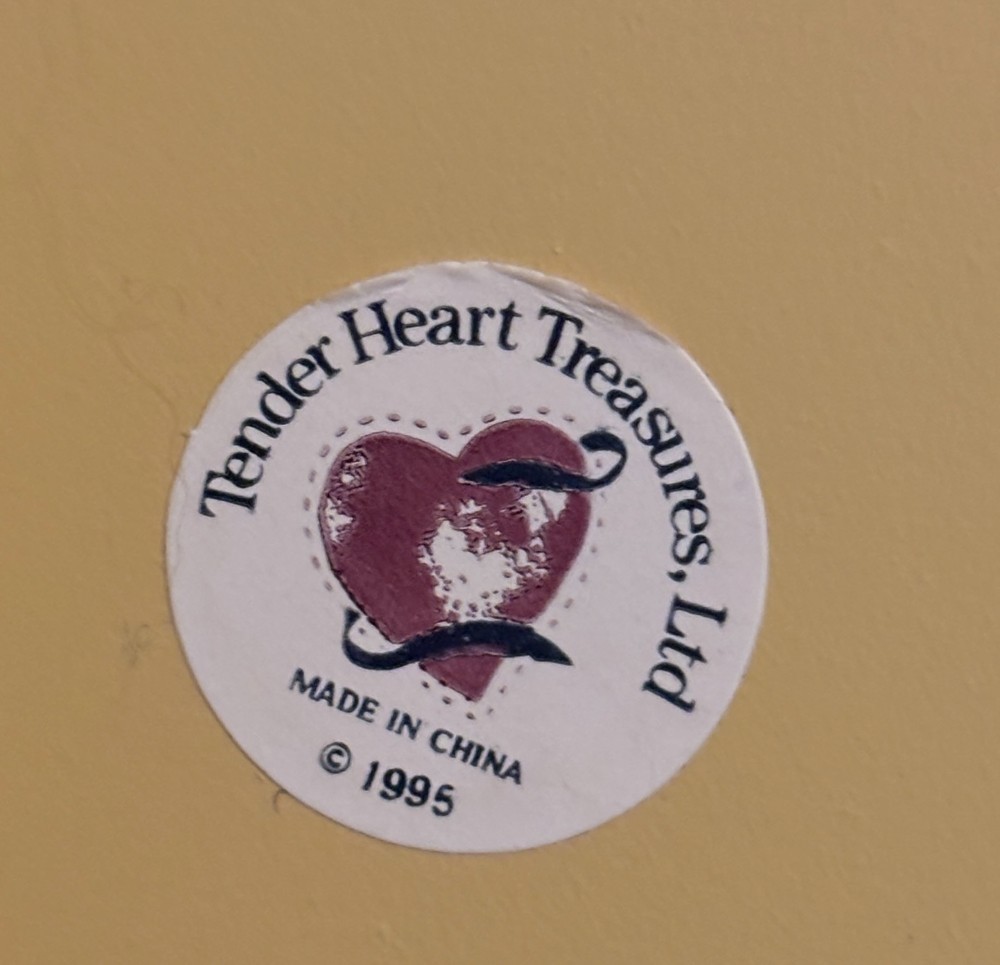 Tender Heart Treasures, Ltd
MADE IN CHINA
© 1995